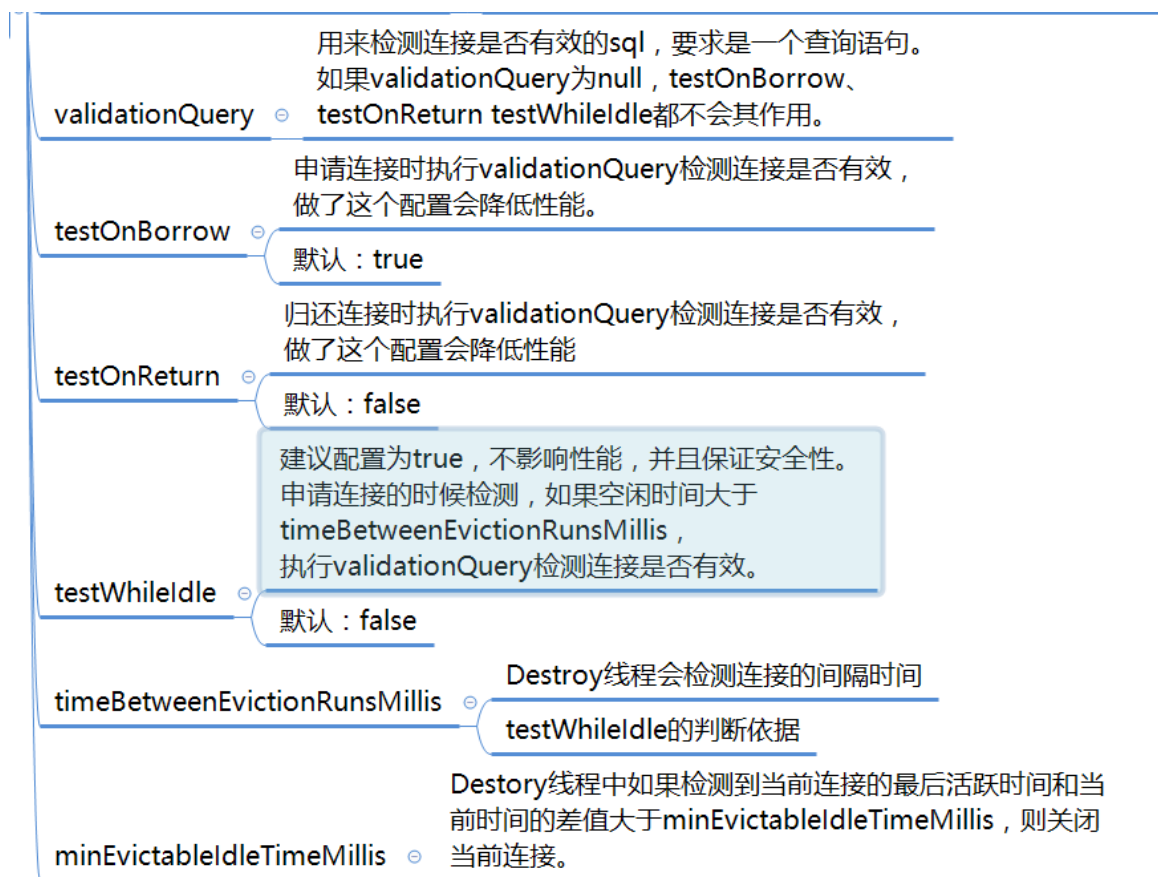 用来检测连接是否有效的sql，要求是一个查询语句。
如果validationQuery为null，testOnBorrow、
testOnReturn testWhileIdle都不会其作用。
validationQuery
申请连接时执行validationQuery检测连接是否有效，
做了这个配置会降低性能。
testOnBorrow
默认：true
归还连接时执行validationQuery检测连接是否有效，
做了这个配置会降低性能
testOnReturn
默认：false
建议配置为true，不影响性能，并且保证安全性。
申请连接的时候检测，如果空闲时间大于
timeBetweenEvictionRunsMillis，
执行validationQuery检测连接是否有效。
testWhileIdle
默认：false
Destroy线程会检测连接的间隔时间
timeBetweenEvictionRunsMillis
testWhileIdle的判断依据
Destory线程中如果检测到当前连接的最后活跃时间和当
前时间的差值大于minEvictableIdleTimeMillis，则关闭
当前连接。
minEvictableIdleTimeMillis